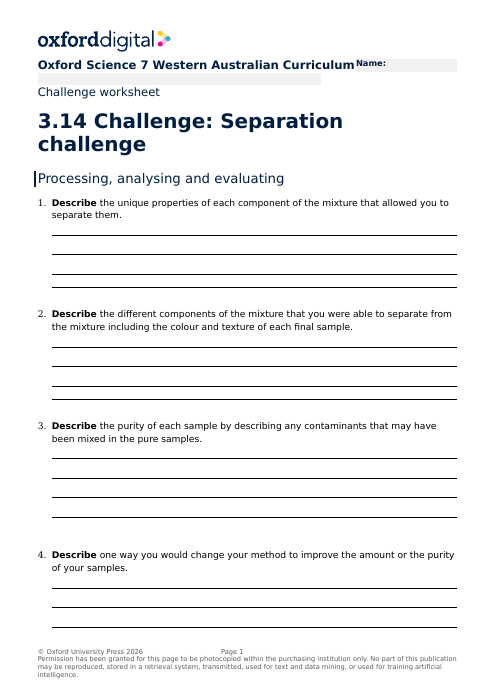 oxforddigital
Oxford Science 7 Western Australian Curriculum Name:
Challenge worksheet
3.14 Challenge: Separation
challenge
Processing, analysing and evaluating
1. Describe the unique properties of each component of the mixture that allowed you to
separate them.
2. Describe the different components of the mixture that you were able to separate from
the mixture including the colour and texture of each final sample.
3. Describe the purity of each sample by describing any contaminants that may have
been mixed in the pure samples.
4. Describe one way you would change your method to improve the amount or the purity
of your samples.
© Oxford University Press 2026 Page 1
Permission has been granted for this page to be photocopied within the purchasing institution only. No part of this publication
may be reproduced, stored in a retrieval system, transmitted, used for text and data mining, or used for training artificial
intelligence.